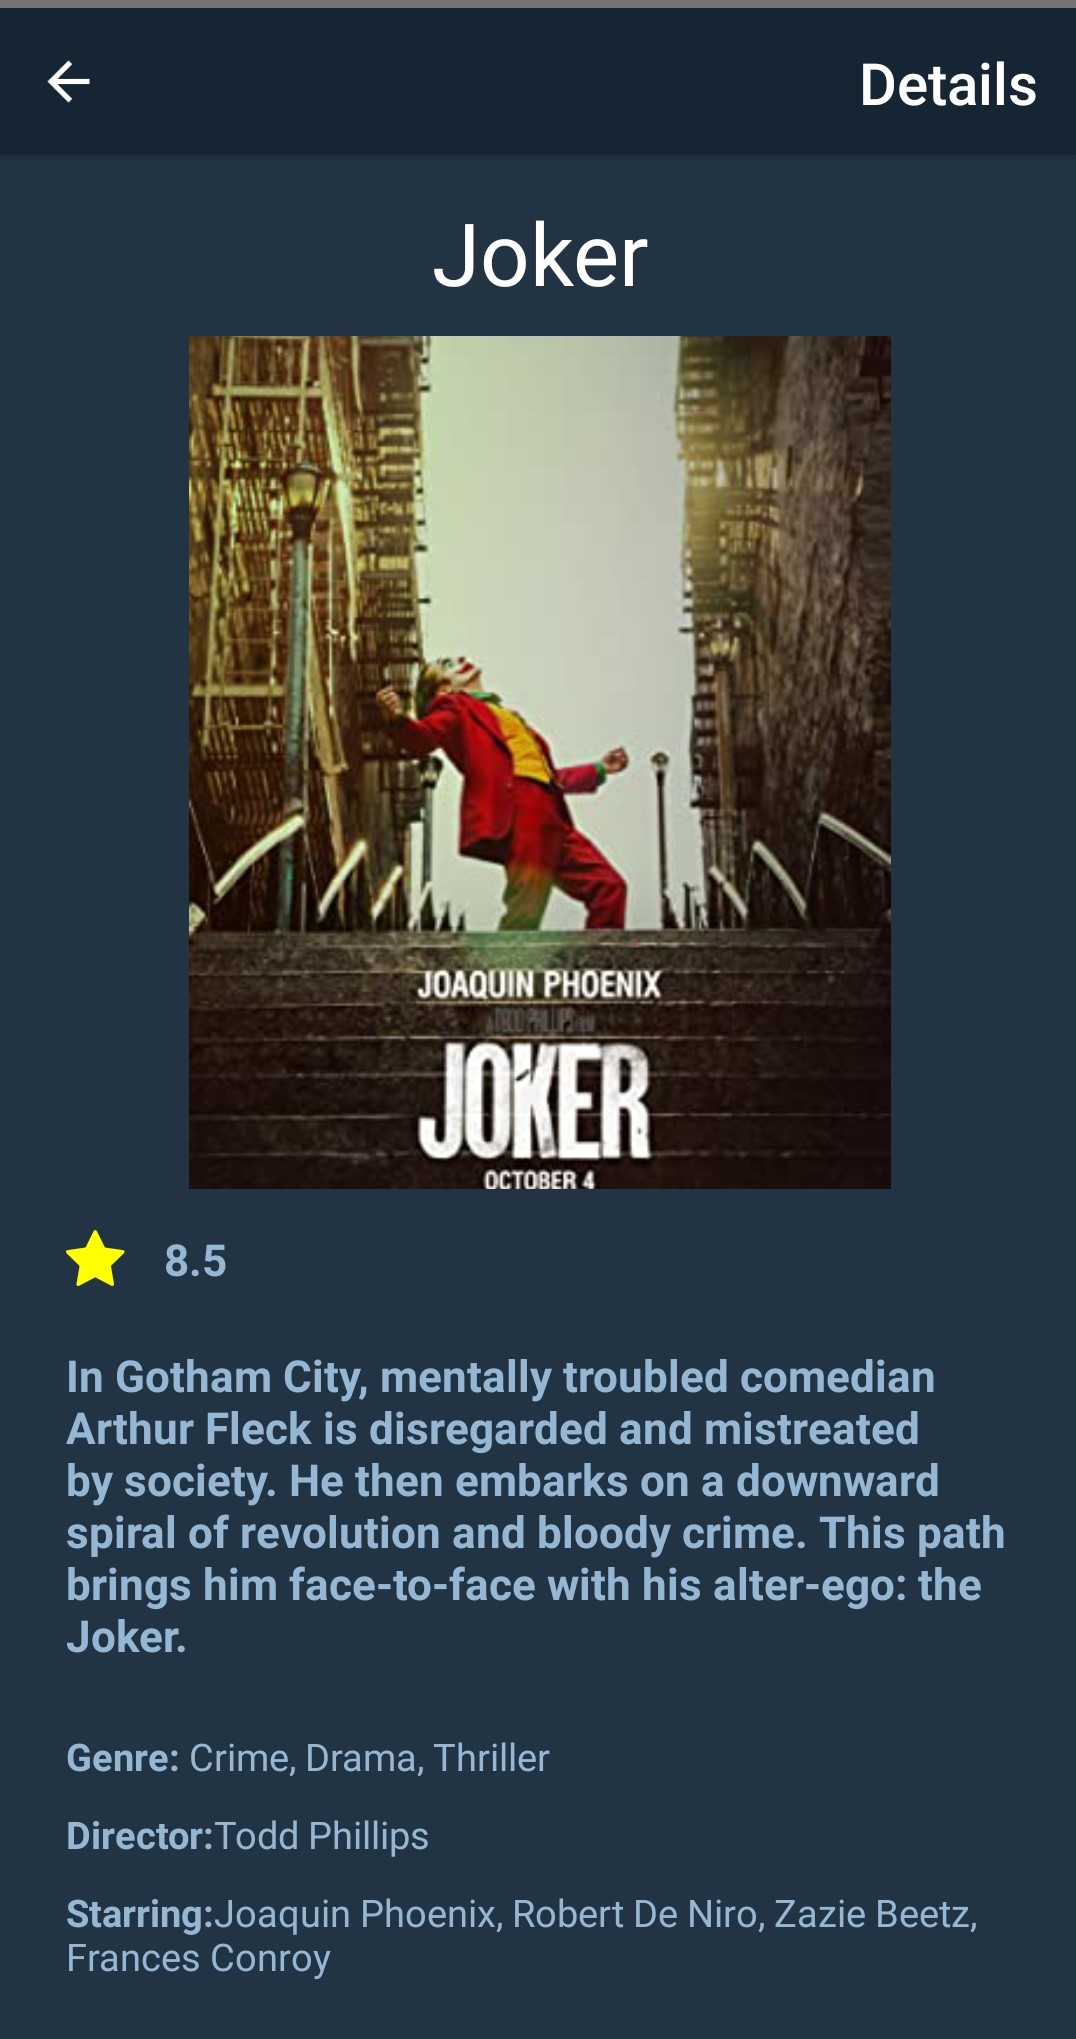 Details
Joker
JOAQUIN PHOENIX
JOKER
OCTOBER 4
8.5
In Gotham City, mentally troubled comedian
Arthur Fleck is disregarded and mistreated
by society. He then embarks on a downward
spiral of revolution and bloody crime. This path
brings him face-to-face with his alter-ego: the
Joker.
Genre: Crime, Drama, Thriller
Director:Todd Phillips
Starring:Joaquin Phoenix, Robert De Niro, Zazie Beetz,
Frances Conroy